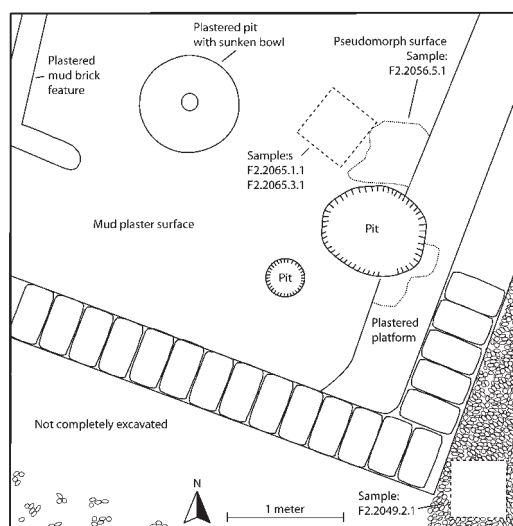 Plastered pit
with sunken bowl
Plastered
mud brick
feature
Pseudomorph surface
Sample:
F2.2056.5.1
Sample:s
F2.2065.1.1
F2.2065.3.1
Mud plaster surface
Pit
Pit
Plastered
platform
Not completely excavated
N
1 meter
Sample:
F2.2049.2.1